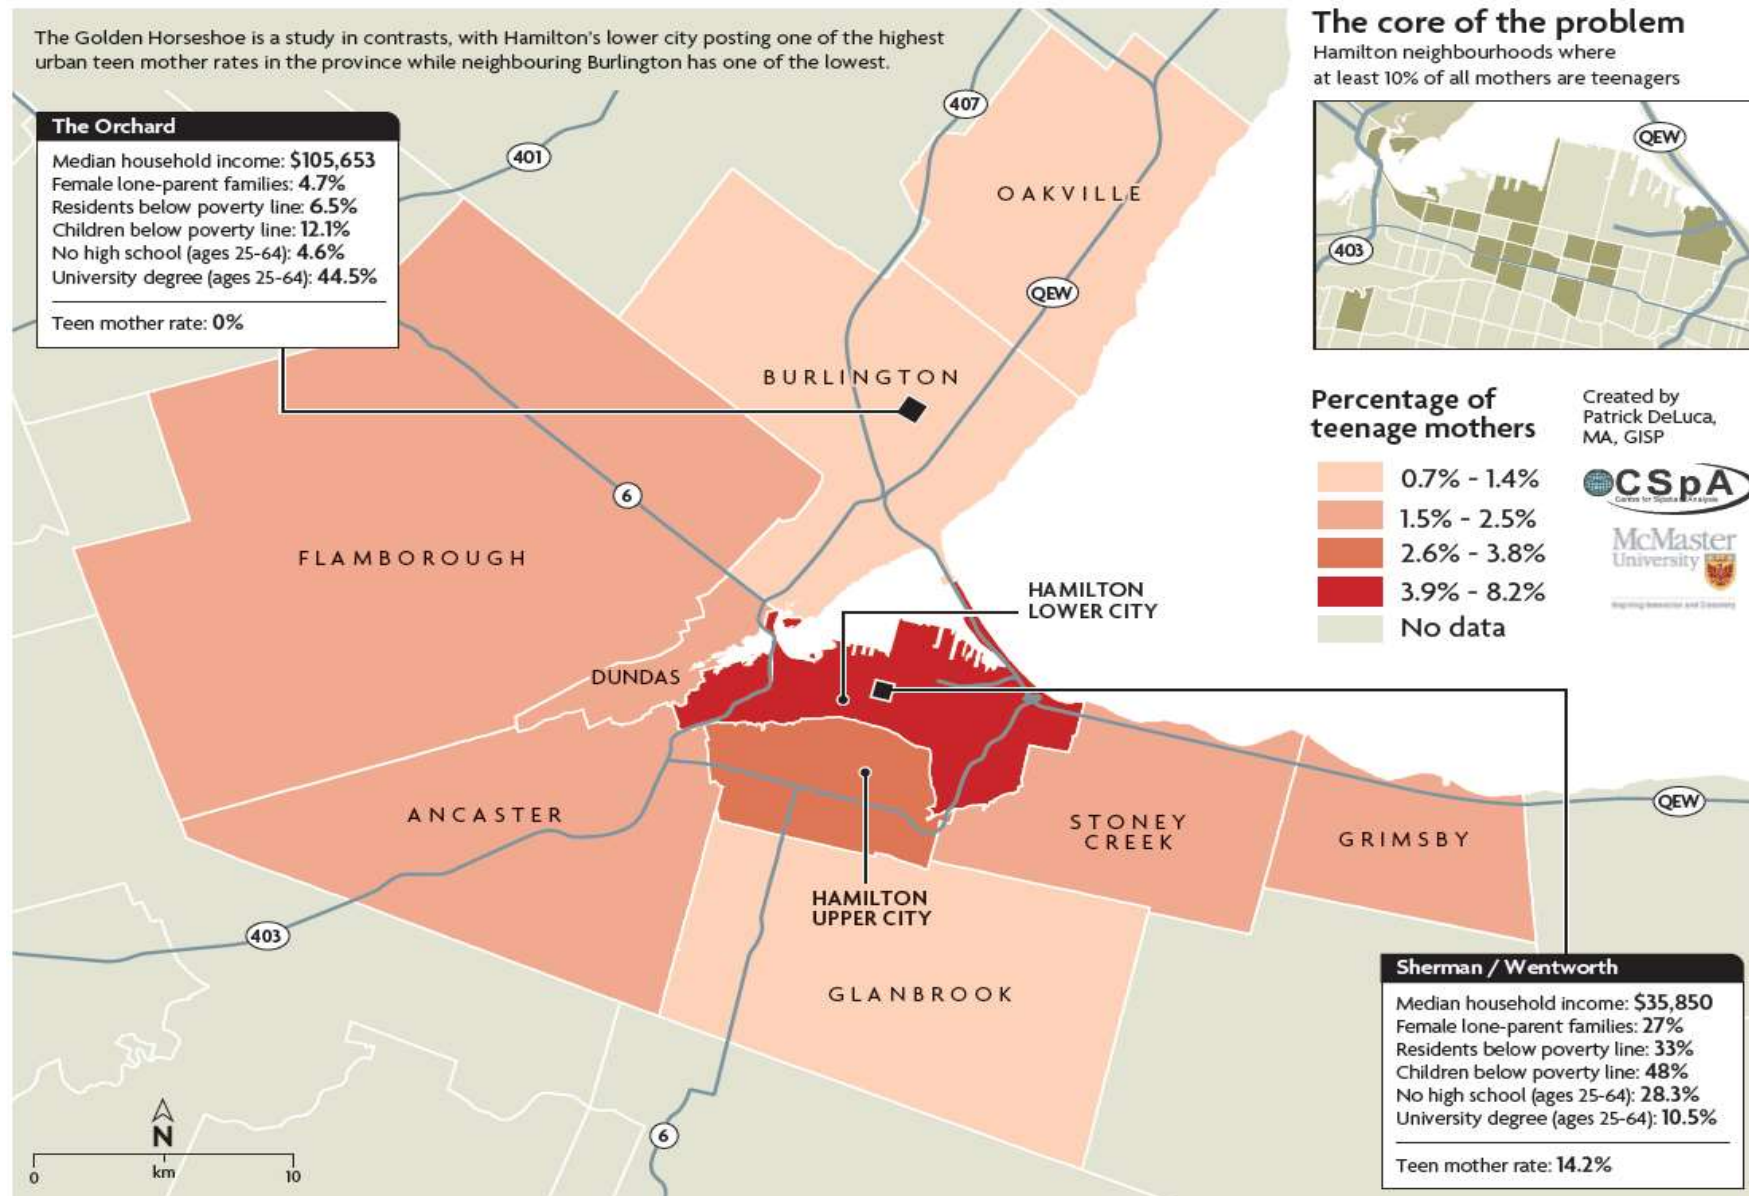 The Golden Horseshoe is a study in contrasts, with Hamilton's lower city posting one of the highest
urban teen mother rates in the province while neighbouring Burlington has one of the lowest.
The core of the problem
Hamilton neighbourhoods where
at least 10% of all mothers are teenagers
QEW
403
The Orchard
Median household income: $105,653
Female lone-parent families: 4.7%
Residents below poverty line: 6.5%
Children below poverty line: 12.1%
No high school (ages 25-64): 4.6%
University degree (ages 25-64): 44.5%
Teen mother rate: 0%
407
401
OAKVILLE
QEW
BURLINGTON
6
FLAMBOROUGH
Percentage of
teenage mothers
0.7% - 1.4%
1.5% - 2.5%
2.6% - 3.8%
3.9% - 8.2%
No data
Created by
Patrick DeLuca,
MA, GISP
CSpA
Centre for Spatial Analysis
McMaster
University
HAMILTON
LOWER CITY
DUNDAS
ANCASTER
STONEY
CREEK
GRIMSBY
QEW
HAMILTON
UPPER CITY
403
GLANBROOK
6
N
0 km 10
Sherman / Wentworth
Median household income: $35,850
Female lone-parent families: 27%
Residents below poverty line: 33%
Children below poverty line: 48%
No high school (ages 25-64): 28.3%
University degree (ages 25-64): 10.5%
Teen mother rate: 14.2%